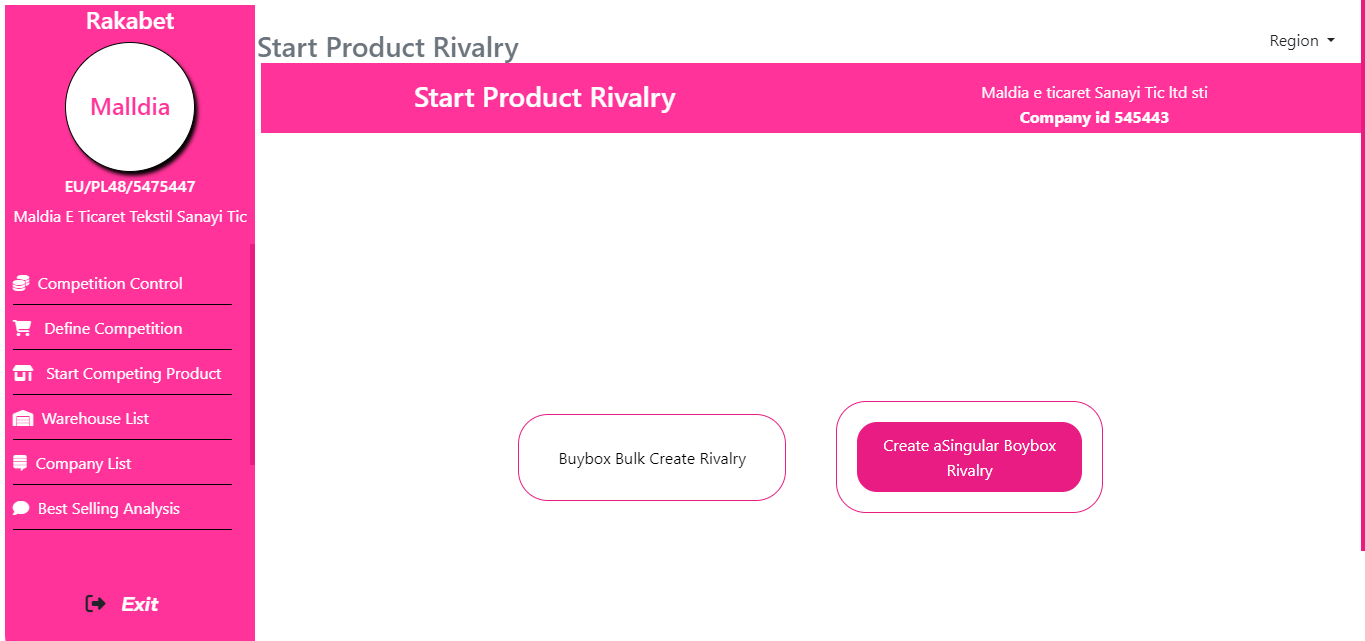 Rakabet
Malldia
EU/PL48/5475447
Maldia E Ticaret Tekstil Sanayi Tic
Competition Control
Define Competition
Start Competing Product
Warehouse List
Company List
Best Selling Analysis
Exit
Start Product Rivalry
Region
Start Product Rivalry
Maldia e ticaret Sanayi Tic ltd sti
Company id 545443
Buybox Bulk Create Rivalry
Create aSingular Boybox
Rivalry